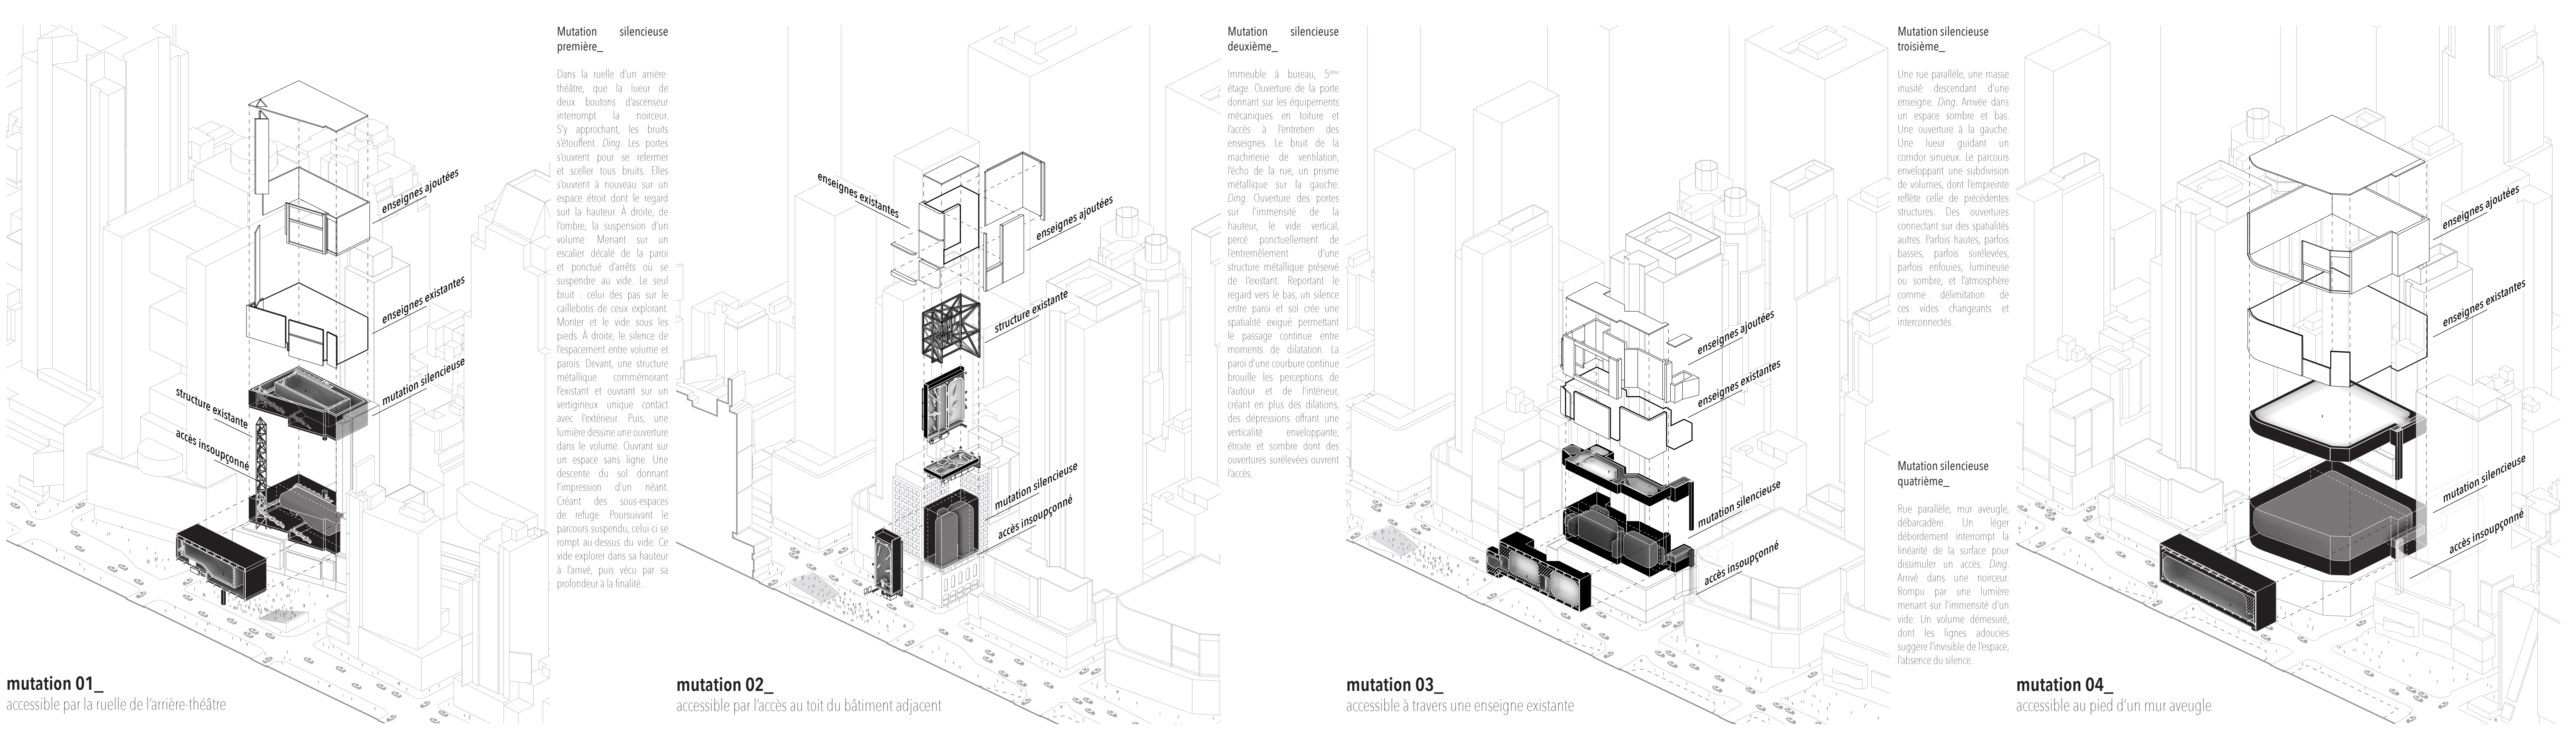 enseignes ajoutées
enseignes existantes
mutation silencieuse
structure existante
accès insoupçonné
mutation 01_
accessible par la ruelle de l'arrière-théâtre
Mutation silencieuse
première_
Dans la ruelle d'un arrière-
théâtre, que la lueur de
deux boutons d'ascenseur
interrompt la noirceur.
S'y approchant, les bruits
s'étouffent. Ding. Les portes
s'ouvrent pour se refermer
et sceller tous bruits. Elles
s'ouvrent à nouveau sur un
espace étroit dont le regard
suit la hauteur. À droite, de
l'ombre, la suspension d'un
volume. Menant sur un
escalier décalé de la paroi
et ponctué d'arrêts où se
suspendre au vide. Le seul
bruit : celui des pas sur le
caillebotis de ceux explorant.
Monter et le vide sous les
pieds. À droite, le silence de
l'espacement entre volume et
parois. Devant, une structure
métallique commémorant
l'existant et ouvrant sur un
vertigineux unique contact
avec l'extérieur. Puis, une
lumière dessine une ouverture
dans le volume. Ouvrant sur
un espace sans ligne. Une
descente du sol donnant
l'impression d'un néant.
Créant des sous-espaces
de refuge. Poursuivant le
parcours suspendu, celui-ci se
rompt au-dessus du vide. Ce
vide explorer dans sa hauteur
à l'arrivé, puis vécu par sa
profondeur à la finalité.
enseignes existantes
enseignes ajoutées
structure existante
mutation silencieuse
accès insoupçonné
mutation 02_
accessible par l'accès au toit du bâtiment adjacent
Mutation silencieuse
deuxième_
Immeuble à bureau, 5ième
étage. Ouverture de la porte
donnant sur les équipements
mécaniques en toiture et
l'accès à l'entretien des
enseignes. Le bruit de la
machinerie de ventilation,
l'écho de la rue, un prisme
métallique sur la gauche.
Ding. Ouverture des portes
sur l'immensité de la
hauteur, le vide vertical,
percé ponctuellement de
l'entremêlement d'une
structure métallique préservé
de l'existant. Reportant le
regard vers le bas, un silence
entre paroi et sol crée une
spatialité exiguë permettant
le passage continue entre
moments de dilatation. La
paroi d'une courbure continue
brouille les perceptions de
l'autour et de l'intérieur,
créant en plus des dilations,
des dépressions offrant une
verticalité enveloppante,
étroite et sombre dont des
ouvertures surélevées ouvrent
l'accès.
enseignes ajoutées
enseignes existantes
mutation silencieuse
accès insoupçonné
mutation 03_
accessible à travers une enseigne existante
Mutation silencieuse
troisième_
Une rue parallèle, une masse
inusité descendant d'une
enseigne. Ding. Arrivée dans
un espace sombre et bas.
Une ouverture à la gauche.
Une lueur guidant un
corridor sinueux. Le parcours
enveloppant une subdivision
de volumes, dont l'empreinte
reflète celle de précédentes
structures. Des ouvertures
connectant sur des spatialités
autres. Parfois hautes, parfois
basses, parfois surélevées,
parfois enfouies, lumineuse
ou sombre, et l'atmosphère
comme délimitation de
ces vides changeants et
interconnectés.
Mutation silencieuse
quatrième_
Rue parallèle, mur aveugle,
débarcadère. Un léger
débordement interrompt la
linéarité de la surface pour
dissimuler un accès. Ding.
Arrivé dans une noirceur.
Rompu par une lumière
menant sur l'immensité d'un
vide. Un volume démesuré,
dont les lignes adoucies
suggère l'invisible de l'espace,
l'absence du silence.
enseignes ajoutées
enseignes existantes
mutation silencieuse
accès insoupçonné
mutation 04_
accessible au pied d'un mur aveugle